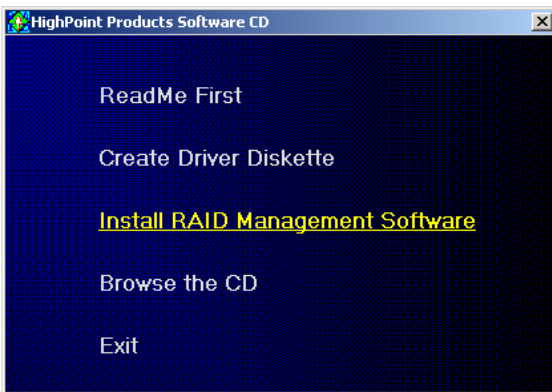 HighPoint Products Software CD
ReadMe First
Create Driver Diskette
Install RAID Management Software
Browse the CD
Exit